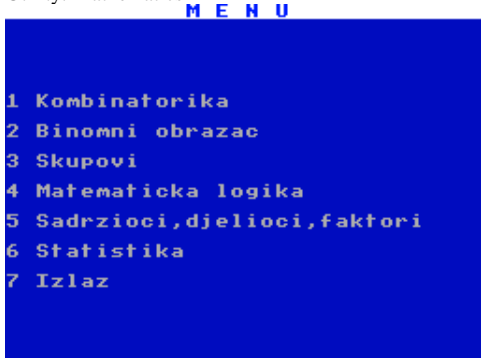 M E N U
1 Kombinatorika
2 Binomni obrazac
3 Skupovi
4 Matematicka logika
5 Sadrzioci,djelioci,faktori
6 Statistika
7 Izlaz